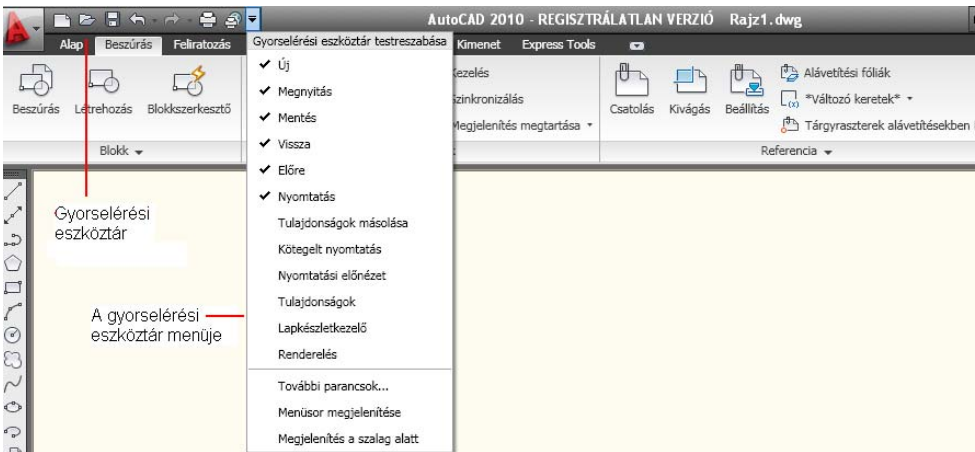 AutoCAD 2010 - REGISZTRÁLATLAN VERZIÓ Rajz1.dwg
Alap Beszúrás Feliratozás Kimenet Express Tools
Gyorselérési eszköztár testreszabása
Új
Megnyitás
Mentés
Vissza
Előre
Nyomtatás
Tulajdonságok másolása
Kötegelt nyomtatás
Nyomtatási előnézet
Tulajdonságok
Lapkészletkezelő
Renderelés
További parancsok...
Menüsor megjelenítése
Megjelenítés a szalag alatt
Beszúrás Létrehozás Blokkszerkesztő
Blokk
Megjelenítés megtartása
Csatolás Kivágás Beállítás
Alávetítési fóliák
*Változó keretek*
Tárgyraszterek alávetítésekben
Referencia
Gyorselérési
eszköztár
A gyorselérési
eszköztár menüje